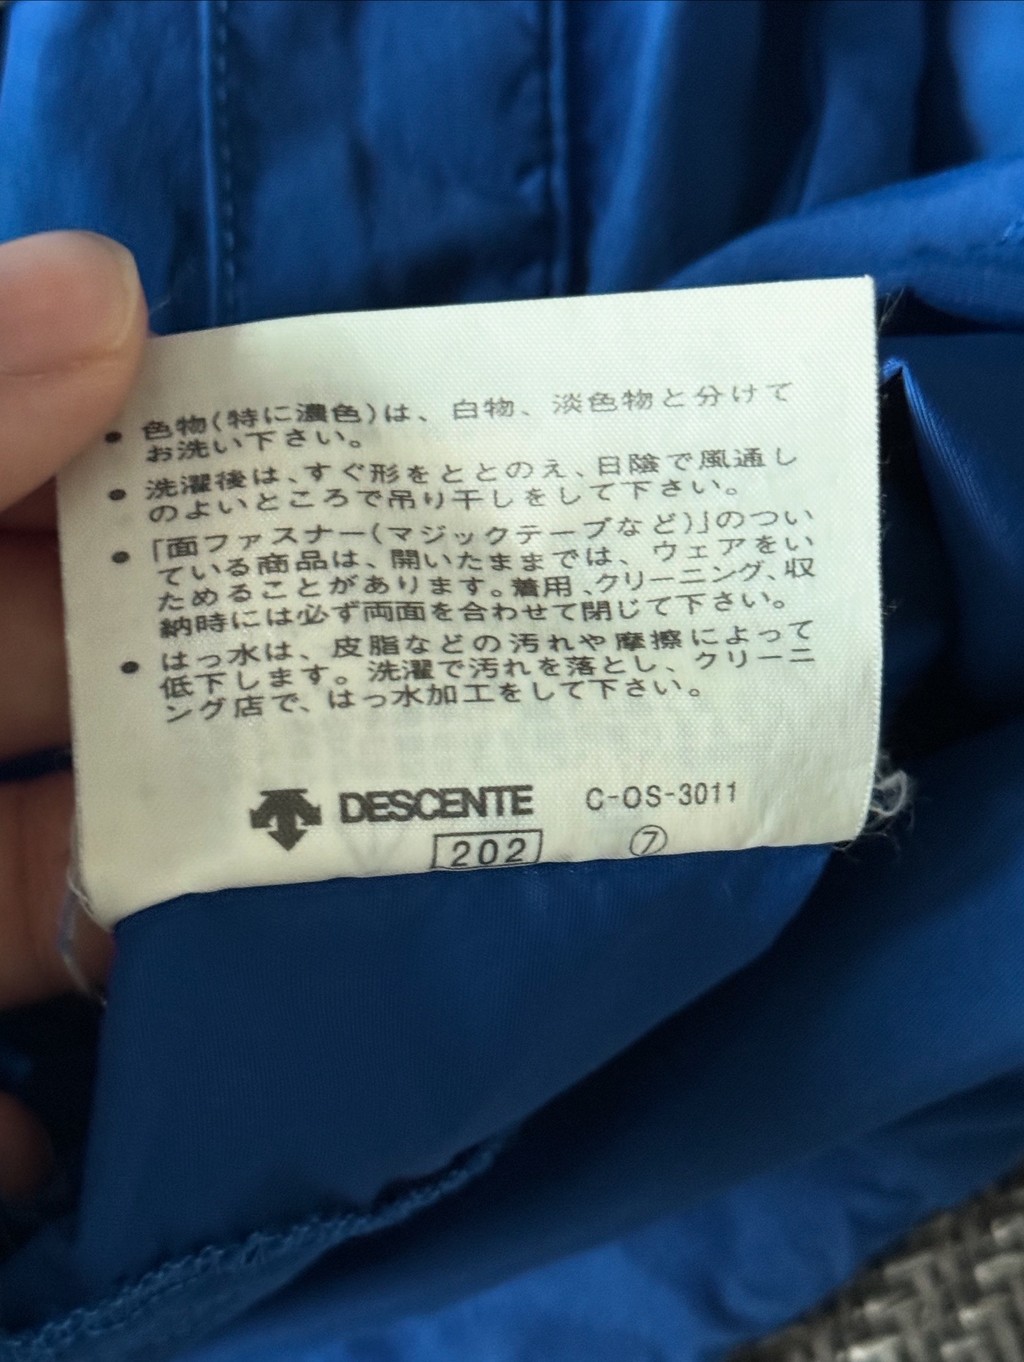 ● 色物(特に濃色)は、白物、淡色物と分けて
お洗い下さい。
● 洗濯後は、すぐ形をととのえ、日陰で風通し
のよいところで吊り干しをして下さい。
● 「面ファスナー(マジックテープなど)」のつい
ている商品は、開いたままでは、ウェアをい
ためることがあります。着用、クリーニング、収
納時には必ず両面を合わせて閉じて下さい。
● はっ水は、皮脂などの汚れや摩擦によって
低下します。洗濯で汚れを落とし、クリーニ
ング店で、はっ水加工をして下さい。
DESCENTE C-OS-3011
202 ⑦